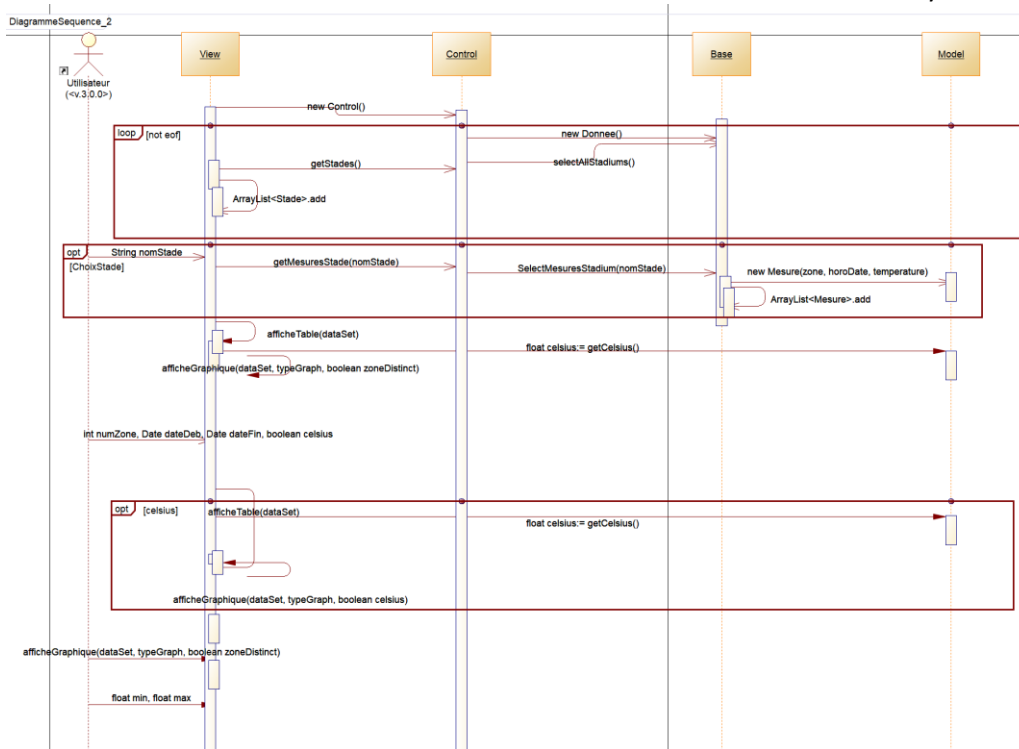 DiagrammeSequence_2
View
Control
Base
Model
Utilisateur
(<v.3.0.0>)
new Control()
loop
[not eof]
new Donnee()
getStades()
selectAllStadiums()
ArrayList<Stade>.add
opt
String nomStade
[ChoixStade]
getMesuresStade(nomStade)
SelectMesuresStadium(nomStade)
new Mesure(zone, horoDate, temperature)
ArrayList<Mesure>.add
afficheTable(dataSet)
float celsius:= getCelsius()
afficheGraphique(dataSet, typeGraph, boolean zoneDistinct)
int numZone, Date dateDeb, Date dateFin, boolean celsius
opt
[celsius]
afficheTable(dataSet)
float celsius:= getCelsius()
afficheGraphique(dataSet, typeGraph, boolean celsius)
afficheGraphique(dataSet, typeGraph, boolean zoneDistinct)
float min, float max